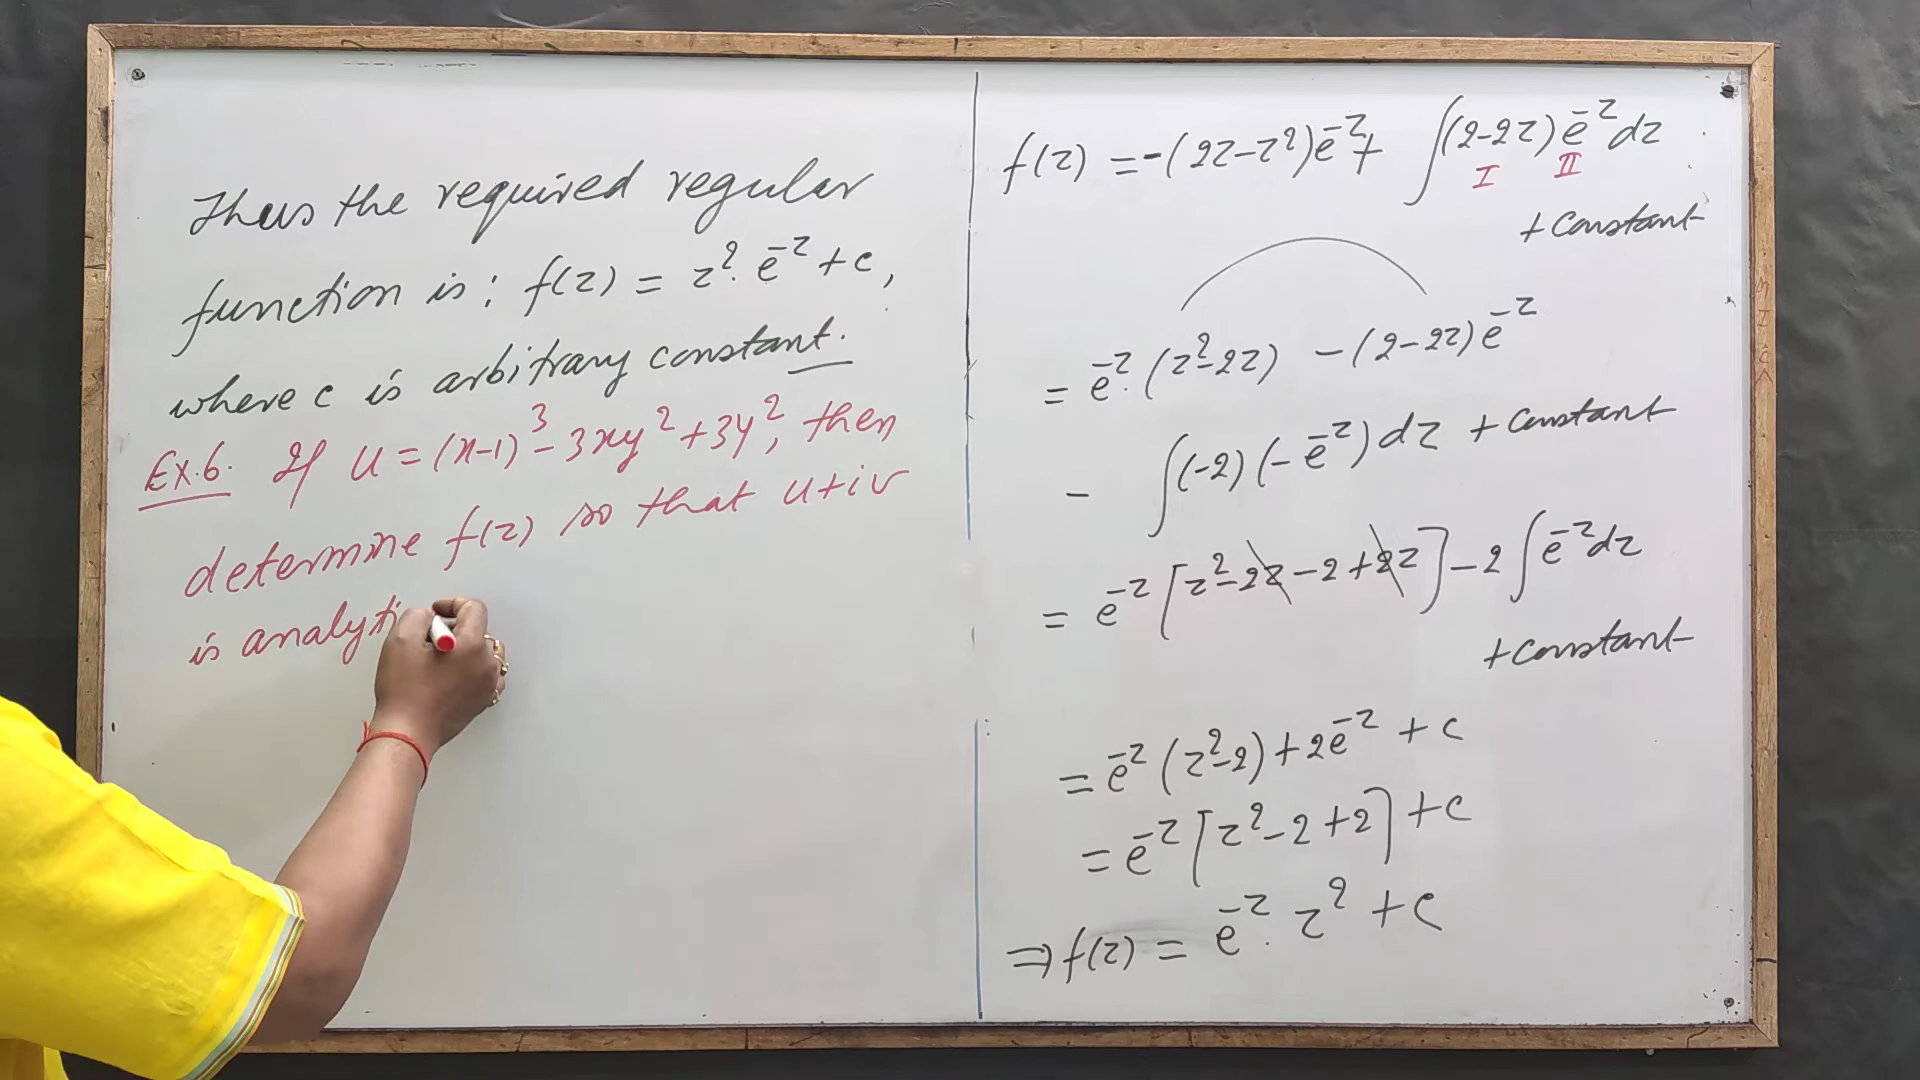 Thus the required regular
function is : f(z) = z². e⁻ᶻ + c,
where c is arbitrary constant.
Ex.6. If u = (x-1)³ - 3xy² + 3y², then
determine f(z) so that u+iv
is analyti
f(z) = -(2z-z²)e⁻ᶻ + ∫(2-2z) e⁻ᶻ dz
I II
+ Constant
= e⁻ᶻ. (z²-2z) - (2-2z) e⁻ᶻ
- ∫(-2) (-e⁻ᶻ) dz + Constant
= e⁻ᶻ [z²-2z-2+2z] - 2 ∫ e⁻ᶻ dz
+ Constant
= e⁻ᶻ (z²-2) + 2e⁻ᶻ + c
= e⁻ᶻ [z²-2+2] + c
⇒ f(z) = e⁻ᶻ. z² + c